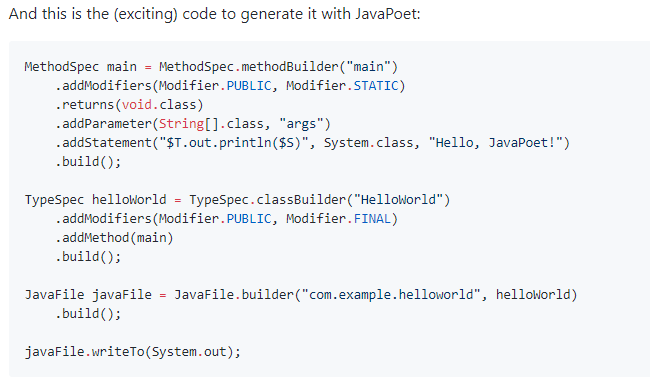 And this is the (exciting) code to generate it with JavaPoet:
MethodSpec main = MethodSpec.methodBuilder("main")
    .addModifiers(Modifier.PUBLIC, Modifier.STATIC)
    .returns(void.class)
    .addParameter(String[].class, "args")
    .addStatement("$T.out.println($S)", System.class, "Hello, JavaPoet!")
    .build();
TypeSpec helloWorld = TypeSpec.classBuilder("HelloWorld")
    .addModifiers(Modifier.PUBLIC, Modifier.FINAL)
    .addMethod(main)
    .build();
JavaFile javaFile = JavaFile.builder("com.example.helloworld", helloWorld)
    .build();
javaFile.writeTo(System.out);